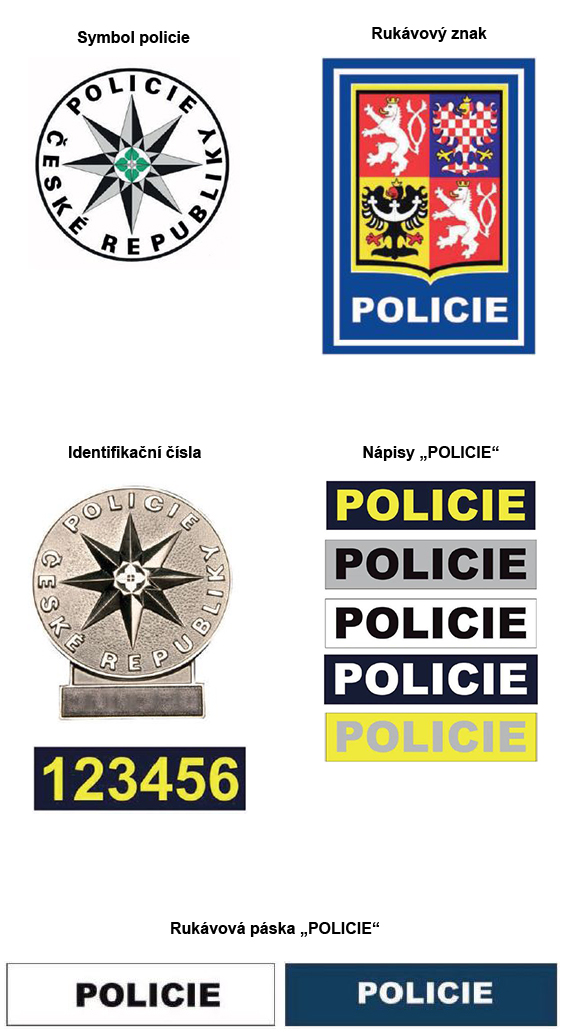 Symbol policie
Rukávový znak
POLICIE
ČESKÉ REPUBLIKY
POLICIE
Identifikační čísla
Nápisy „POLICIE“
POLICIE
ČESKÉ REPUBLIKY
123456
POLICIE
POLICIE
POLICIE
POLICIE
POLICIE
Rukávová páska „POLICIE“
POLICIE
POLICIE